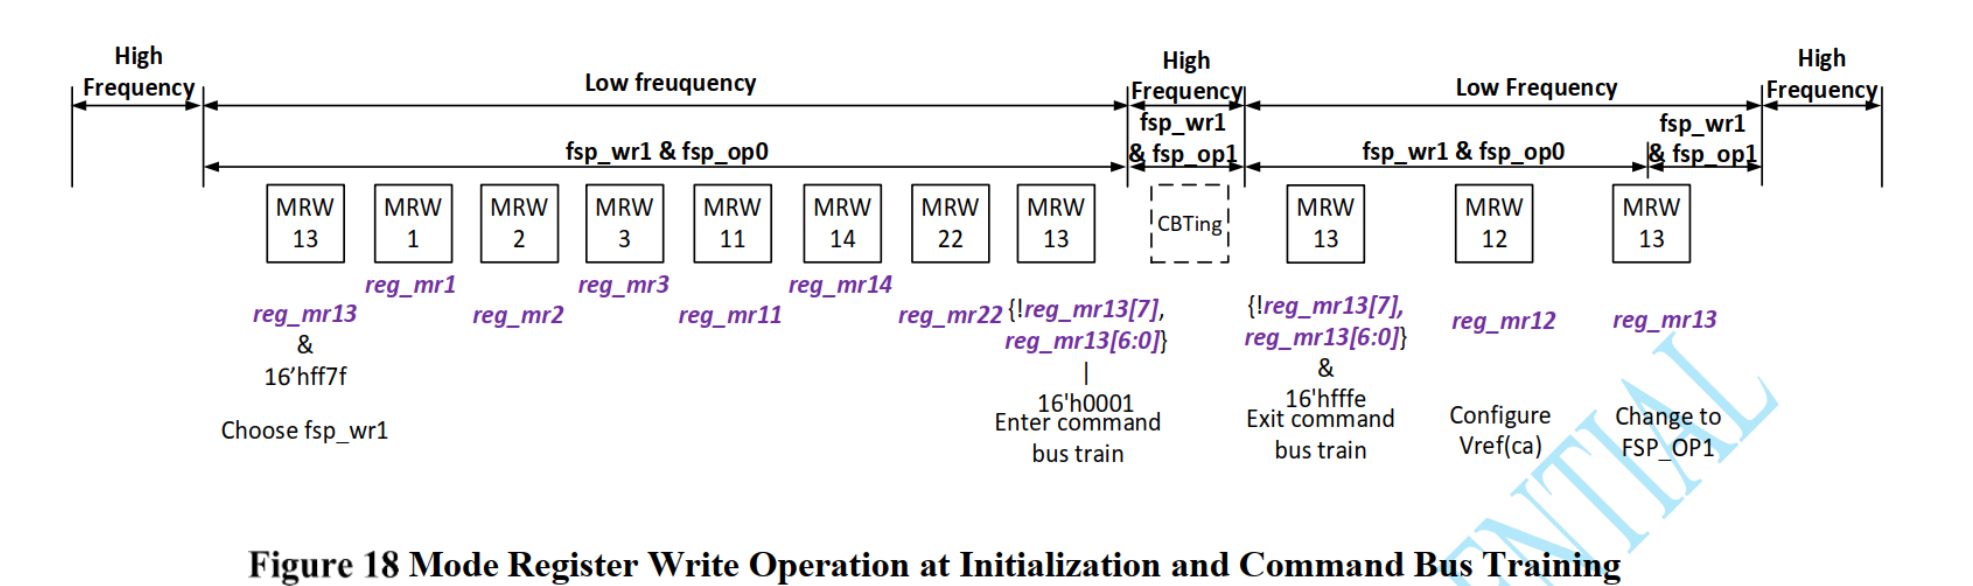 High
Frequency
Low freuquency
High
Frequency
Low Frequency
High
Frequency
fsp_wr1 & fsp_op0
fsp_wr1
& fsp_op1
fsp_wr1 & fsp_op0
fsp_wr1
& fsp_op1
MRW
13
MRW
1
MRW
2
MRW
3
MRW
11
MRW
14
MRW
22
MRW
13
CBTing
MRW
13
MRW
12
MRW
13
reg_mr13
&
16'hff7f
Choose fsp_wr1
reg_mr1
reg_mr2
reg_mr3
reg_mr11
reg_mr14
reg_mr22
{!reg_mr13[7],
reg_mr13[6:0]}
|
16'h0001
Enter command
bus train
{!reg_mr13[7],
reg_mr13[6:0]}
&
16'hfffe
Exit command
bus train
reg_mr12
Configure
Vref(ca)
reg_mr13
Change to
FSP_OP1
ENTIAL
Figure 18 Mode Register Write Operation at Initialization and Command Bus Training